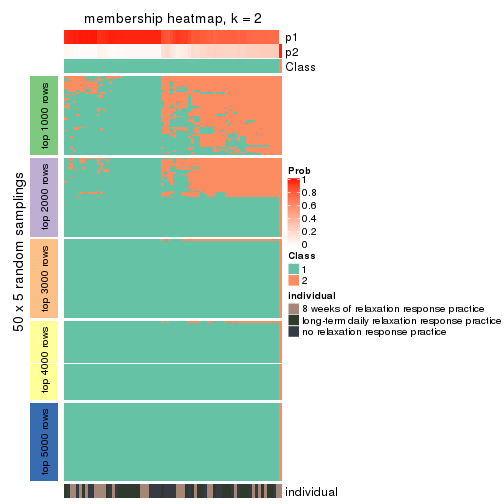 membership heatmap, k = 2
p1
p2
Class
50 x 5 random samplings
top 1000 rows
top 2000 rows
top 3000 rows
top 4000 rows
top 5000 rows
Prob
1
0.8
0.6
0.4
0.2
0
Class
1
2
individual
8 weeks of relaxation response practice
long-term daily relaxation response practice
no relaxation response practice
individual